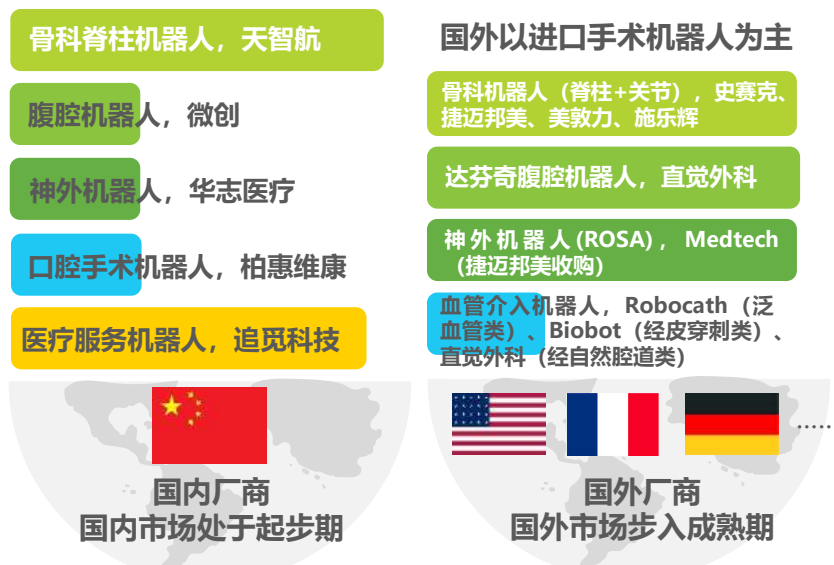 骨科脊柱机器人，天智航
腹腔机器人，微创
神外机器人，华志医疗
口腔手术机器人，柏惠维康
医疗服务机器人，追觅科技
国内厂商
国内市场处于起步期
国外以进口手术机器人为主
骨科机器人（脊柱+关节），史赛克、
捷迈邦美、美敦力、施乐辉
达芬奇腹腔机器人，直觉外科
神外机器人(ROSA)， Medtech
（捷迈邦美收购）
血管介入机器人，Robocath（泛
血管类）、Biobot（经皮穿刺类）、
直觉外科（经自然腔道类）
.....
国外厂商
国外市场步入成熟期